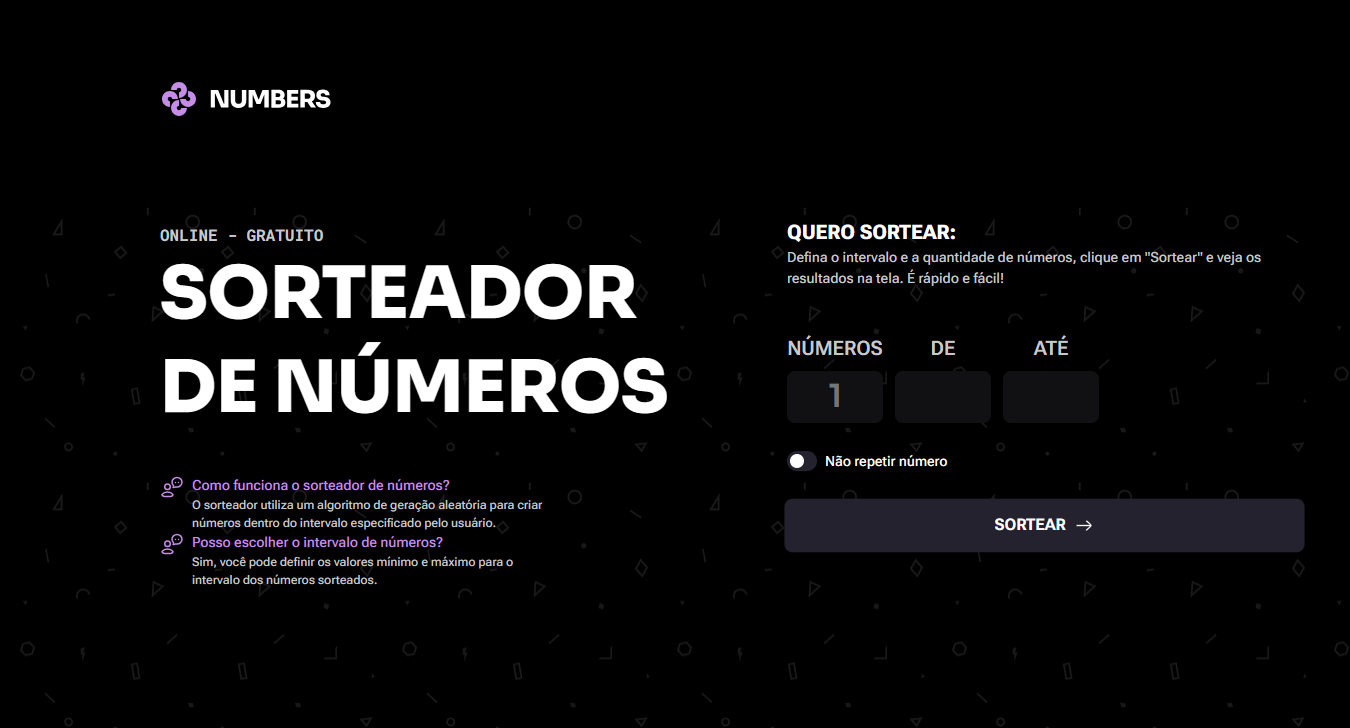 NUMBERS
ONLINE - GRATUITO
SORTEADOR
DE NÚMEROS
Como funciona o sorteador de números?
O sorteador utiliza um algoritmo de geração aleatória para criar
números dentro do intervalo especificado pelo usuário.
Posso escolher o intervalo de números?
Sim, você pode definir os valores mínimo e máximo para o
intervalo dos números sorteados.
QUERO SORTEAR:
Defina o intervalo e a quantidade de números, clique em "Sortear" e veja os
resultados na tela. É rápido e fácil!
NÚMEROS DE ATÉ
1
Não repetir número
SORTEAR →